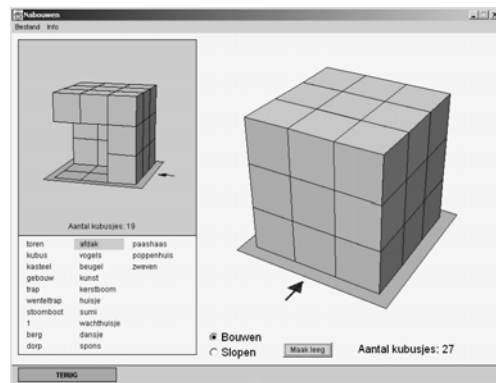 Nabouwen
Bestand Info
Aantal kubusjes: 19
toren afdak paashaas
kubus vogels poppenhuis
kasteel beugel zweven
gebouw kunst
trap kerstboom
wenteltrap huisje
stoomboot sumi
1 wachthuisje
berg dansje
dorp spons
Bouwen
Slopen
Maak leeg
Aantal kubusjes: 27
TERUG